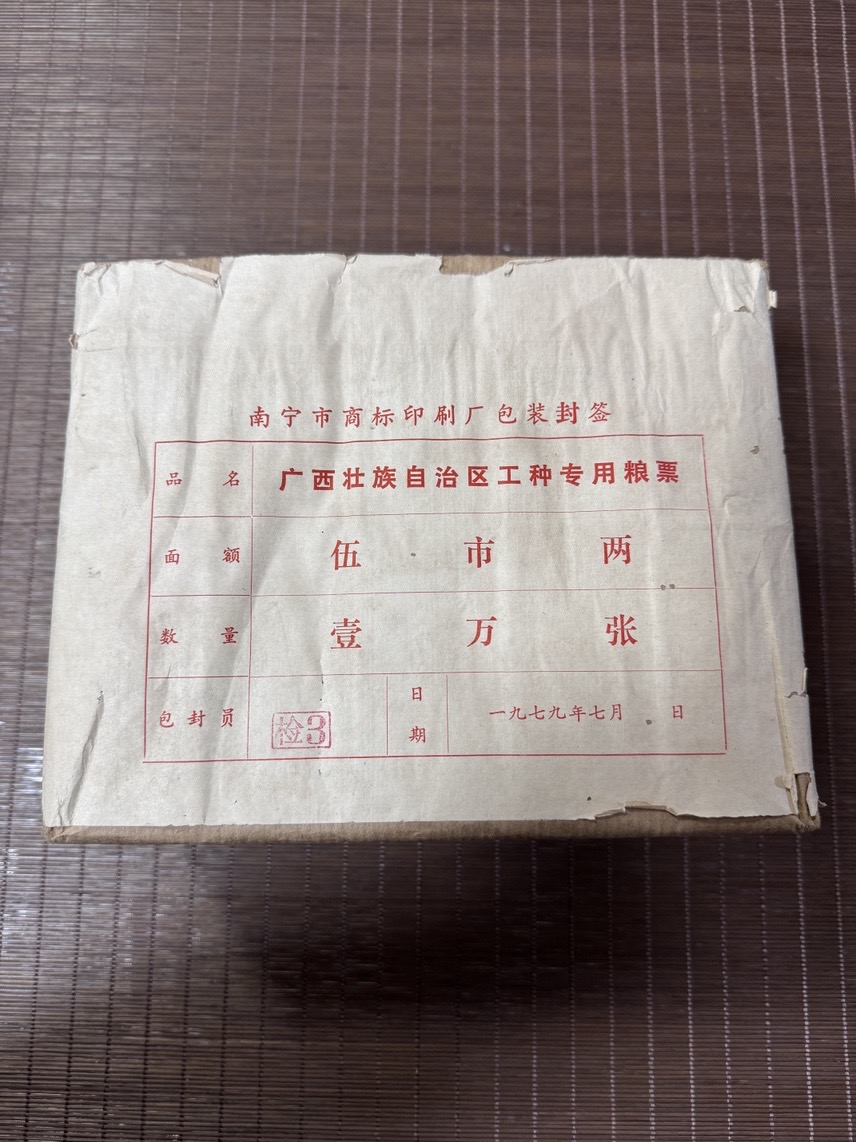 南宁市商标印刷厂包装封签
品名 广西壮族自治区工种专用粮票
面额 伍市两
数量 壹万张
包封员 检3 日期 一九七九年七月 日